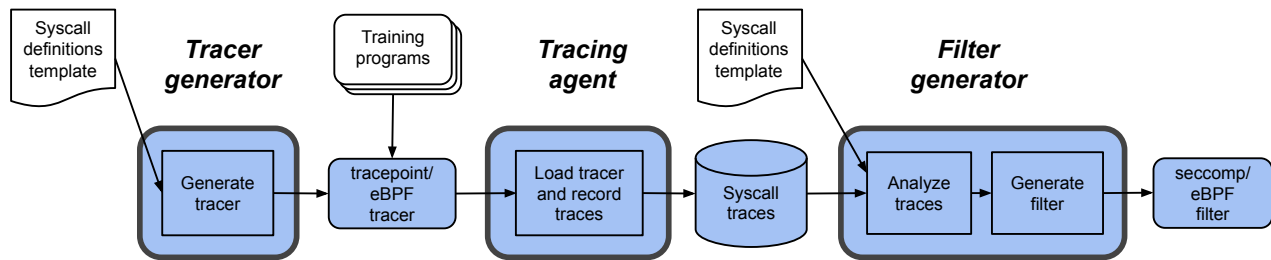 Syscall
definitions
template
Tracer
generator
Training
programs
Tracing
agent
Syscall
definitions
template
Filter
generator
Generate
tracer
tracepoint/
eBPF
tracer
Load tracer
and record
traces
Syscall
traces
Analyze
traces
Generate
filter
seccomp/
eBPF
filter